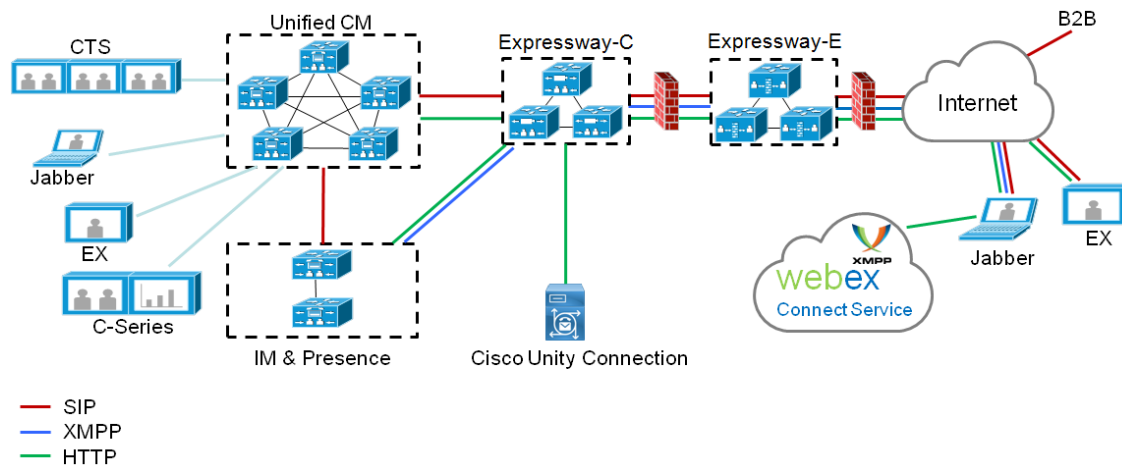 Unified CM
B2B
CTS
Expressway-C
Expressway-E
Internet
Jabber
EX
C-Series
IM & Presence
Cisco Unity Connection
XMPP
webex
Connect Service
Jabber
EX
SIP
XMPP
HTTP